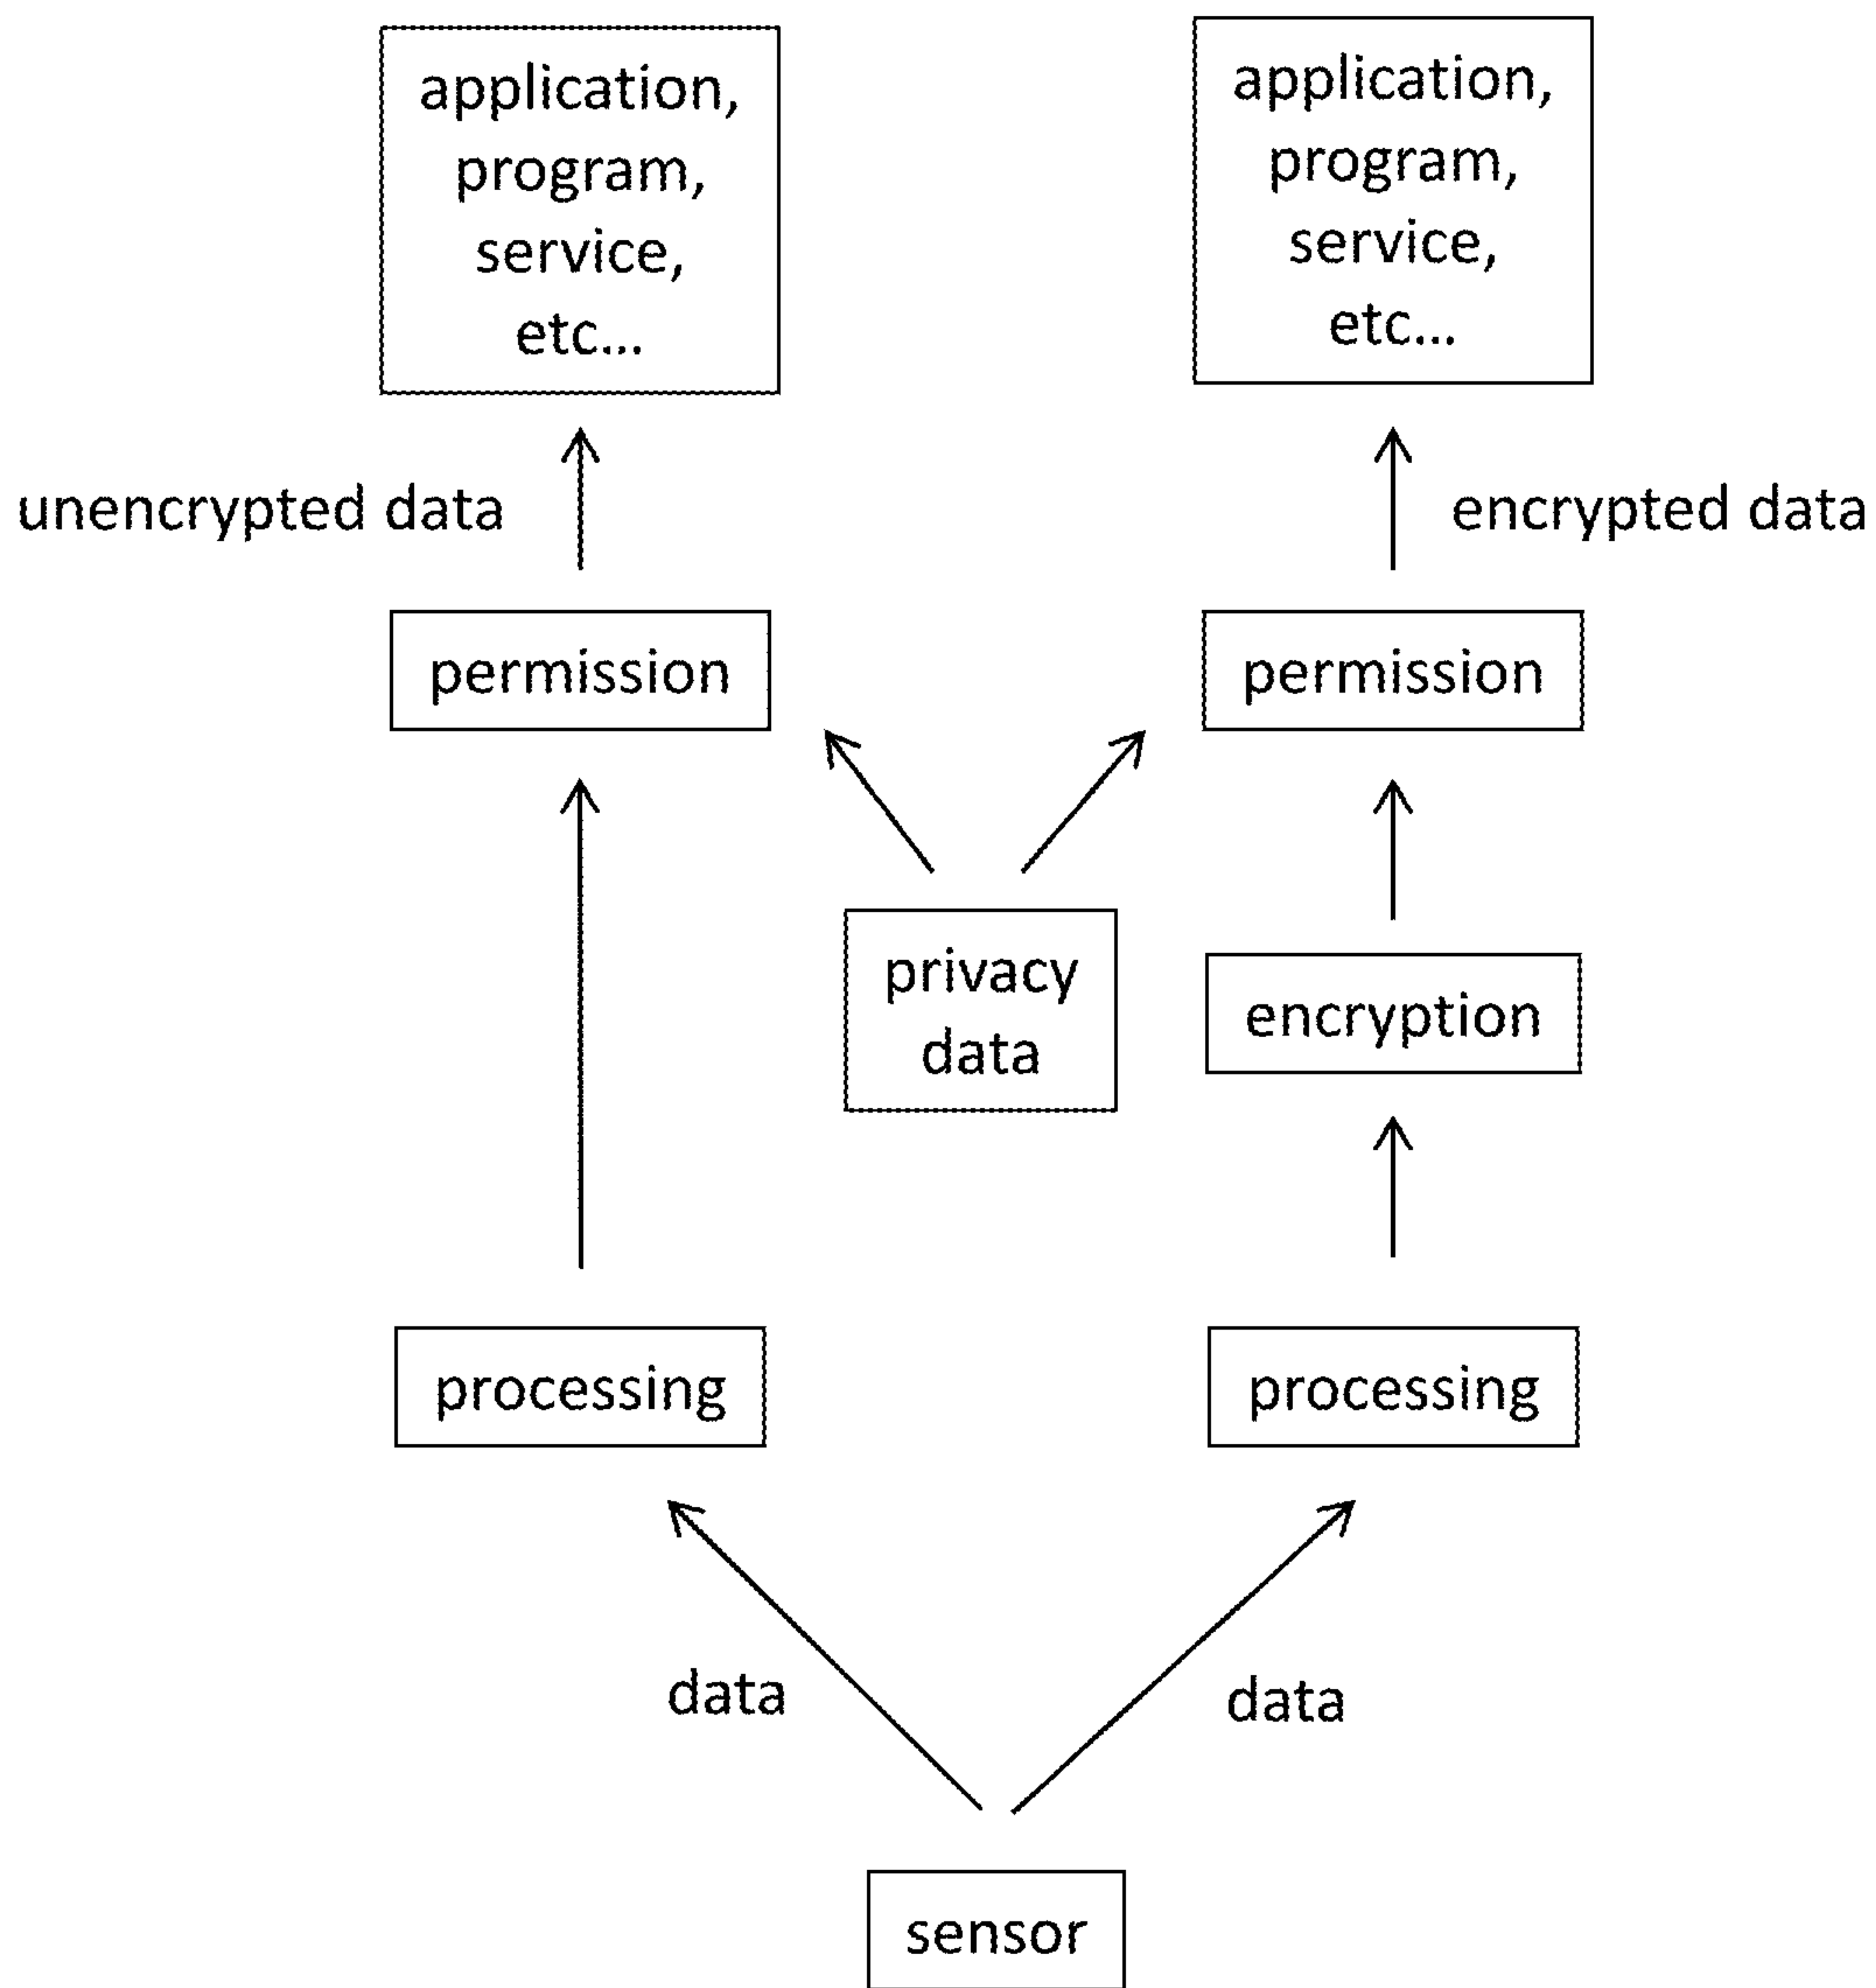 application,
program,
service,
etc...
application,
program,
service,
etc...
unencrypted data
encrypted data
permission
permission
privacy
data
encryption
processing
processing
data
data
sensor